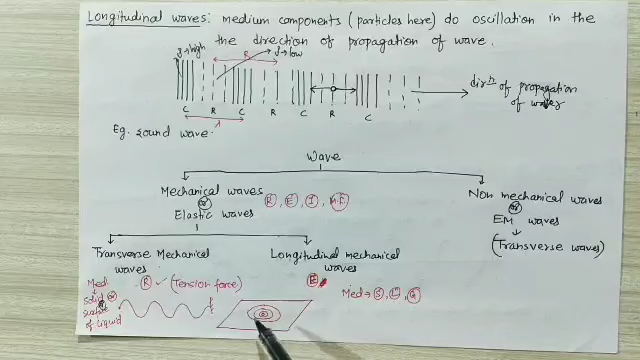 Longitudinal waves: medium components (particles here) do oscillation in the
the direction of propagation of wave.
ρ→high
R
ρ→low
C R C R C R C
λ
dirⁿ of propagation
of wave
Eg. sound wave.
Wave
Mechanical waves
or
Elastic waves
R, E, I, M.F.
Non mechanical waves
or
EM waves
(Transverse waves)
Transverse Mechanical
waves
Longitudinal mechanical
waves
Med.
R ✓ (Tension force)
E
Solid or
surface
of liquid
Med → S, L, G